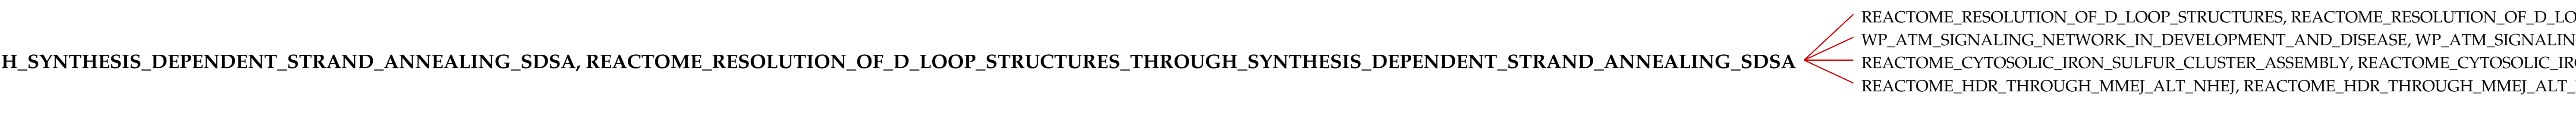 REACTOME_RESOLUTION_OF_D_LOOP_STRUCTURES, REACTOME_RESOLUTION_OF_D_LO
WP_ATM_SIGNALING_NETWORK_IN_DEVELOPMENT_AND_DISEASE, WP_ATM_SIGNALIN
H_SYNTHESIS_DEPENDENT_STRAND_ANNEALING_SDSA, REACTOME_RESOLUTION_OF_D_LOOP_STRUCTURES_THROUGH_SYNTHESIS_DEPENDENT_STRAND_ANNEALING_SDSA
REACTOME_CYTOSOLIC_IRON_SULFUR_CLUSTER_ASSEMBLY, REACTOME_CYTOSOLIC_IR
REACTOME_HDR_THROUGH_MMEJ_ALT_NHEJ, REACTOME_HDR_THROUGH_MMEJ_ALT_